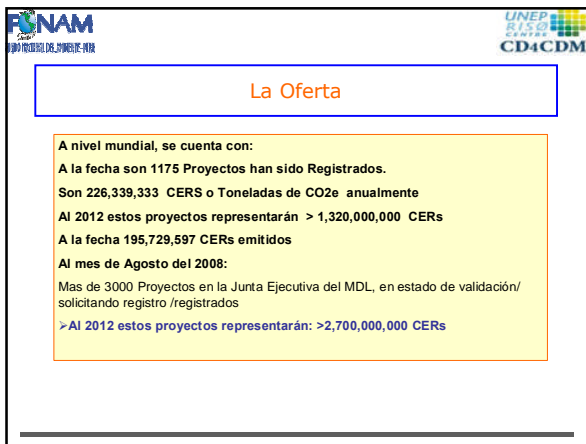 FONAM
UNEP
RISØ
CENTRE
CD4CDM
La Oferta
A nivel mundial, se cuenta con:
A la fecha son 1175 Proyectos han sido Registrados.
Son 226,339,333  CERS o Toneladas de CO2e  anualmente
Al 2012 estos proyectos representarán  > 1,320,000,000  CERs
A la fecha 195,729,597 CERs emitidos
Al mes de Agosto del 2008:
Mas de 3000 Proyectos en la Junta Ejecutiva del MDL, en estado de validación/
solicitando registro /registrados
➢Al 2012 estos proyectos representarán: >2,700,000,000 CERs